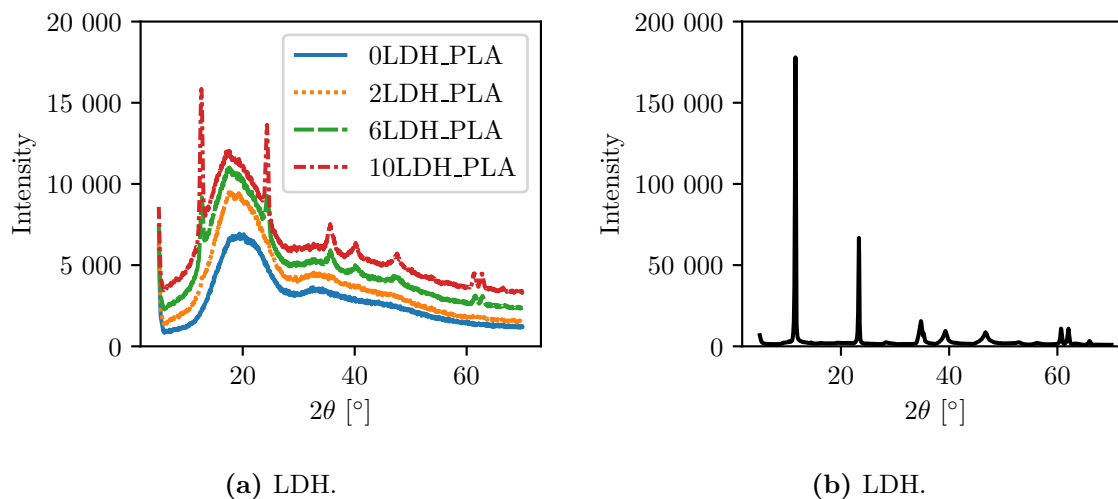 20 000
15 000
10 000
5 000
0
Intensity
0LDH_PLA
2LDH_PLA
6LDH_PLA
10LDH_PLA
20 40 60
2θ [°]
(a) LDH.
200 000
150 000
100 000
50 000
0
Intensity
20 40 60
2θ [°]
(b) LDH.